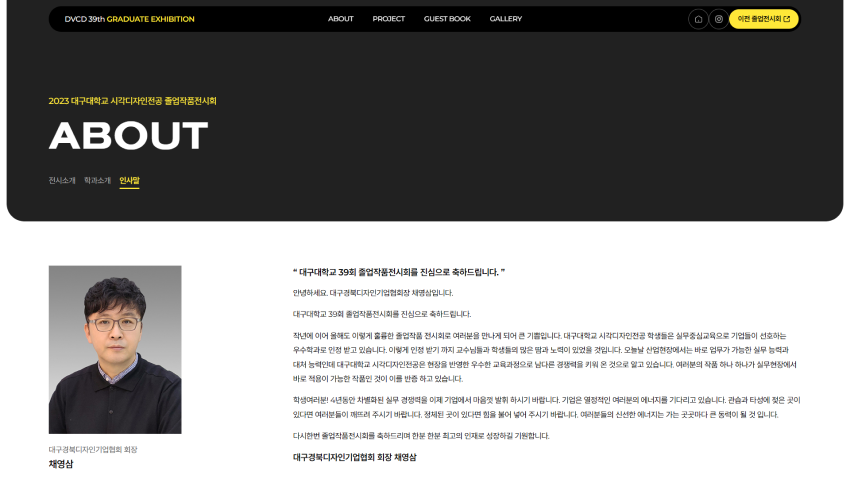 DVCD 39th GRADUATE EXHIBITION
ABOUT
PROJECT
GUEST BOOK
GALLERY
이전 졸업전시회
2023 대구대학교 시각디자인전공 졸업작품전시회
ABOUT
전시소개
학과소개
인사말
“ 대구대학교 39회 졸업작품전시회를 진심으로 축하드립니다. ”
안녕하세요. 대구경북디자인기업협회장 채영삼입니다.
대구대학교 39회 졸업작품전시회를 진심으로 축하드립니다.
작년에 이어 올해도 이렇게 훌륭한 졸업작품 전시회로 여러분을 만나게 되어 큰 기쁨입니다. 대구대학교 시각디자인전공 학생들은 실무중심교육으로 기업들이 선호하는
우수학과로 인정 받고 있습니다. 이렇게 인정 받기 까지 교수님들과 학생들의 많은 땀과 노력이 있었을 것입니다. 오늘날 산업현장에서는 바로 업무가 가능한 실무 능력과
대처 능력인데 대구대학교 시각디자인전공은 현장을 반영한 우수한 교육과정으로 남다른 경쟁력을 키워 온 것으로 알고 있습니다. 여러분의 작품 하나 하나가 실무현장에서
바로 적용이 가능한 작품인 것이 이를 반증 하고 있습니다.
학생여러분! 4년동안 차별화된 실무 경쟁력을 이제 기업에서 마음껏 발휘 하시기 바랍니다. 기업은 열정적인 여러분의 에너지를 기다리고 있습니다. 관습과 타성에 젖은 곳이
있다면 여러분들이 깨뜨려 주시기 바랍니다. 정체된 곳이 있다면 힘을 불어 넣어 주시기 바랍니다. 여러분들의 신선한 에너지는 가는 곳곳마다 큰 동력이 될 것 입니다.
다시한번 졸업작품전시회를 축하드리며 한분 한분 최고의 인재로 성장하길 기원합니다.
대구경북디자인기업협회 회장 채영삼
대구경북디자인기업협회 회장
채영삼